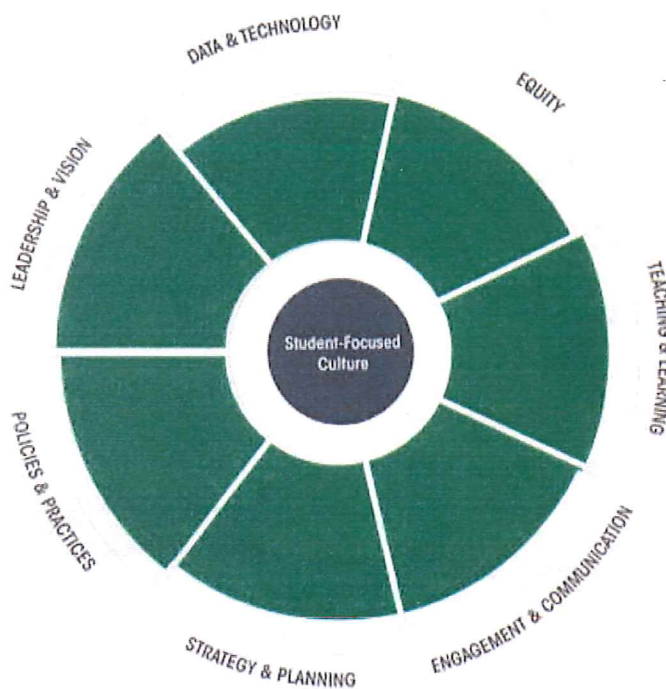 DATA & TECHNOLOGY
EQUITY
LEADERSHIP & VISION
TEACHING & LEARNING
Student-Focused
Culture
POLICIES & PRACTICES
ENGAGEMENT & COMMUNICATION
STRATEGY & PLANNING